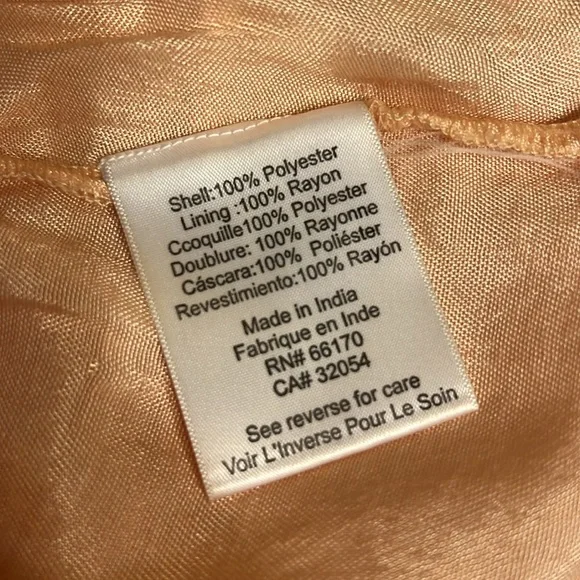 Shell:100% Polyester
Lining :100% Rayon
Ccoquille100% Polyester
Doublure: 100% Rayonne
Cáscara:100% Poliéster
Revestimiento:100% Rayón
Made in India
Fabrique en Inde
RN# 66170
CA# 32054
See reverse for care
Voir L'Inverse Pour Le Soin